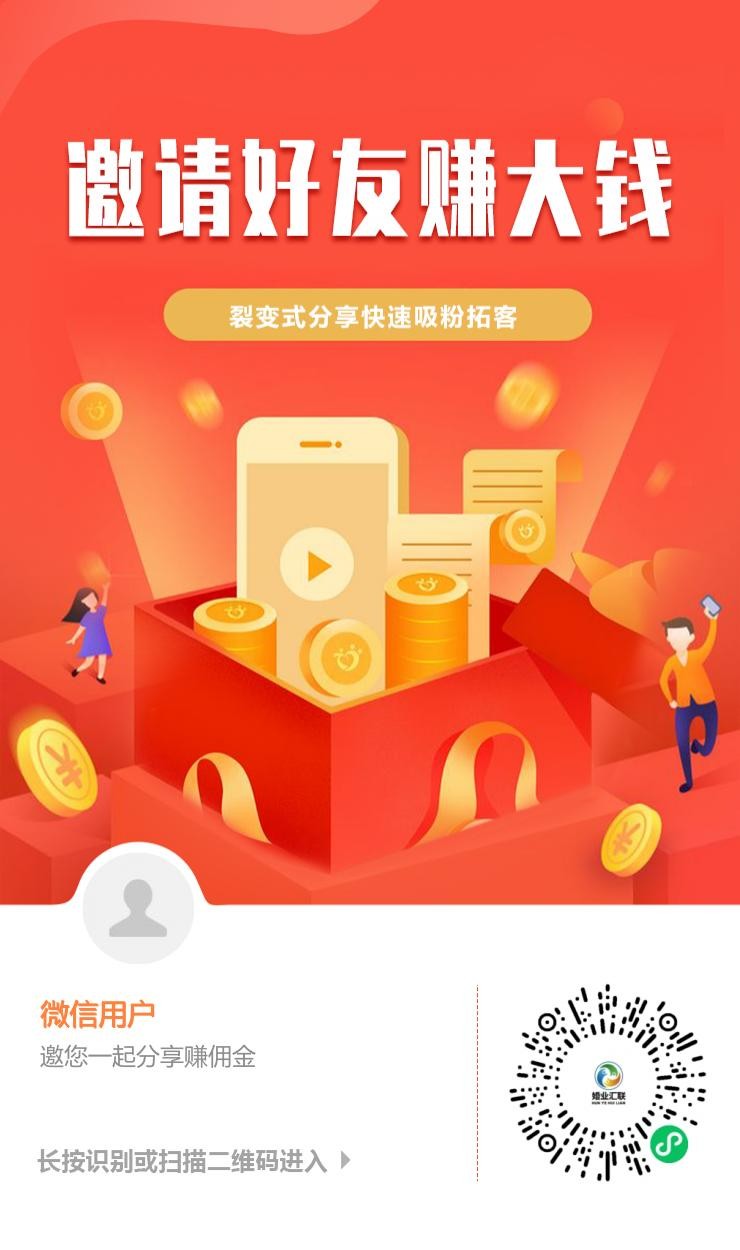 邀请好友赚大钱
裂变式分享快速吸粉拓客
微信用户
邀您一起分享赚佣金
长按识别或扫描二维码进入
婚业汇联
HUN YE HUI LIAN